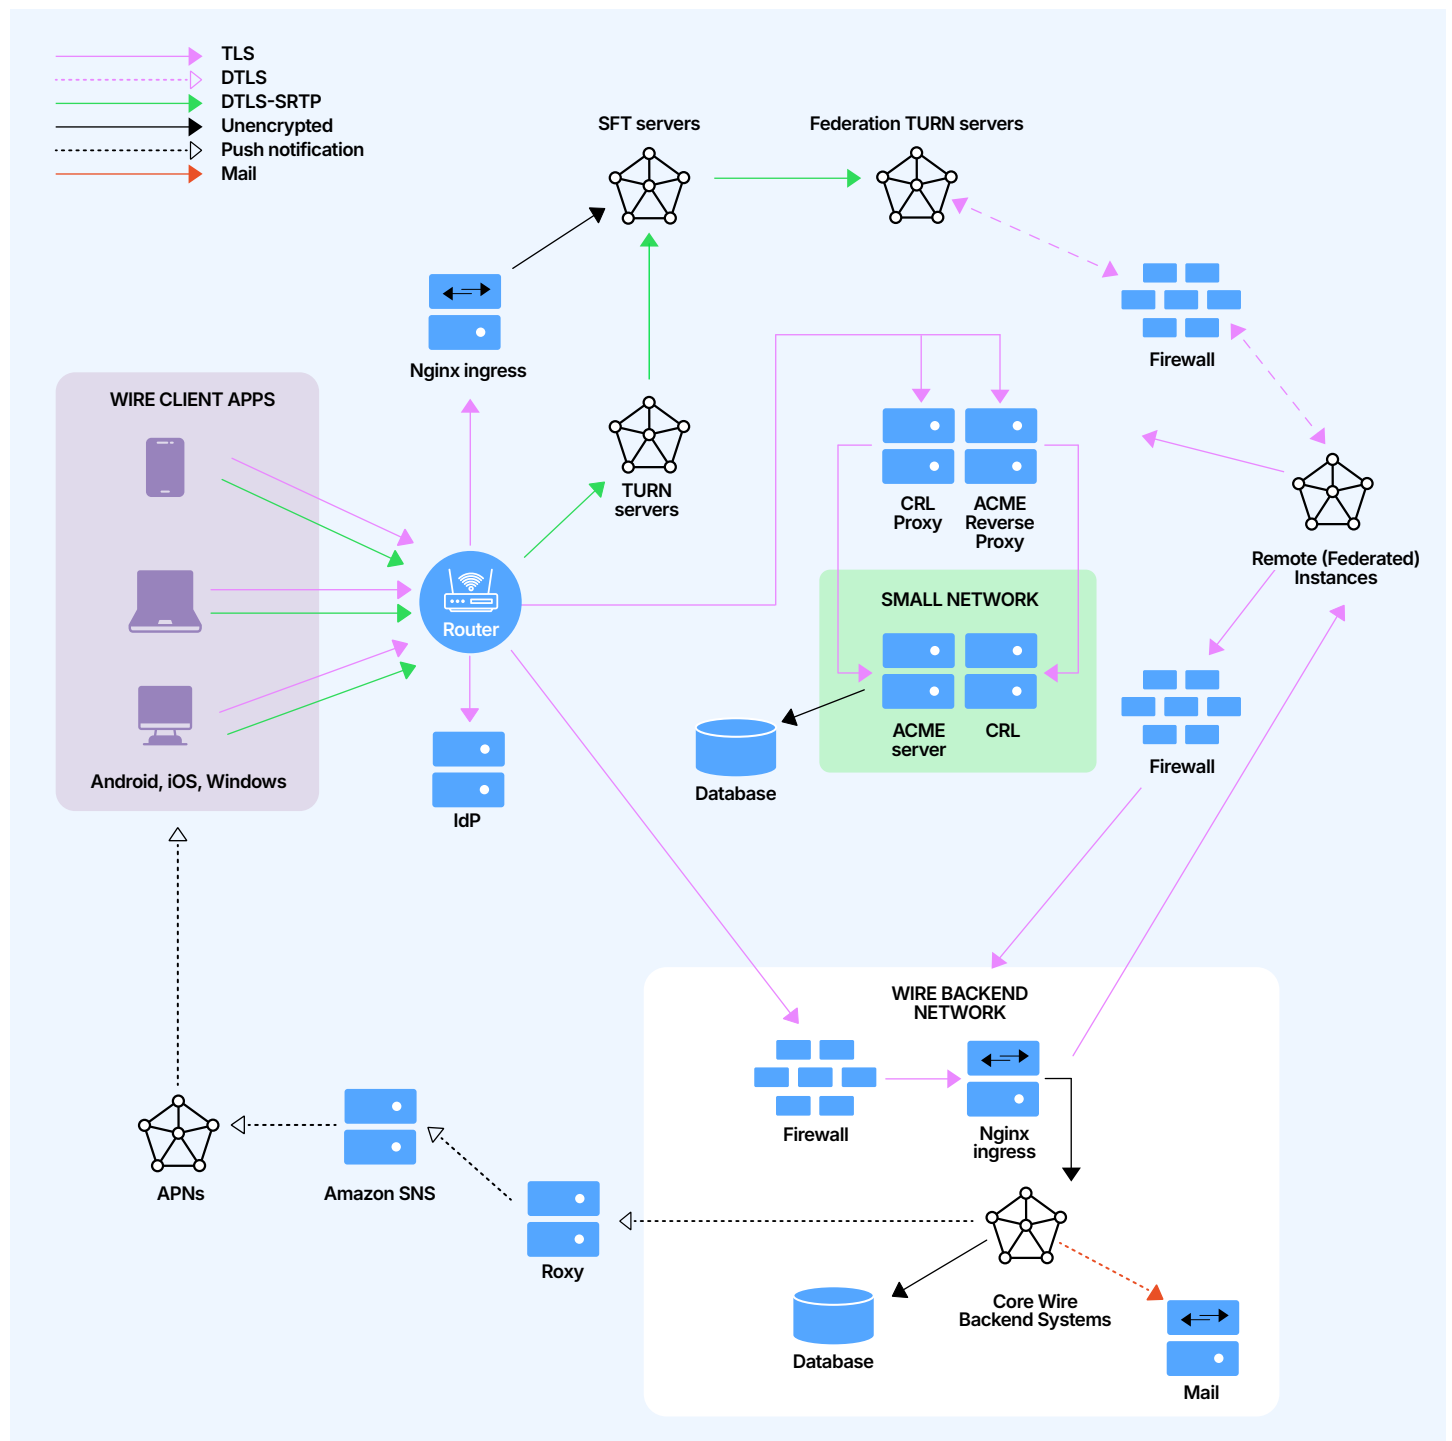 TLS
DTLS
DTLS-SRTP
Unencrypted
Push notification
Mail
SFT servers
Federation TURN servers
Nginx ingress
Firewall
WIRE CLIENT APPS
TURN
servers
CRL
Proxy
ACME
Reverse
Proxy
Remote (Federated)
Instances
SMALL NETWORK
Router
ACME
server
CRL
Firewall
Database
Android, iOS, Windows
IdP
WIRE BACKEND
NETWORK
Firewall
Nginx
ingress
APNs
Amazon SNS
Roxy
Core Wire
Backend Systems
Database
Mail